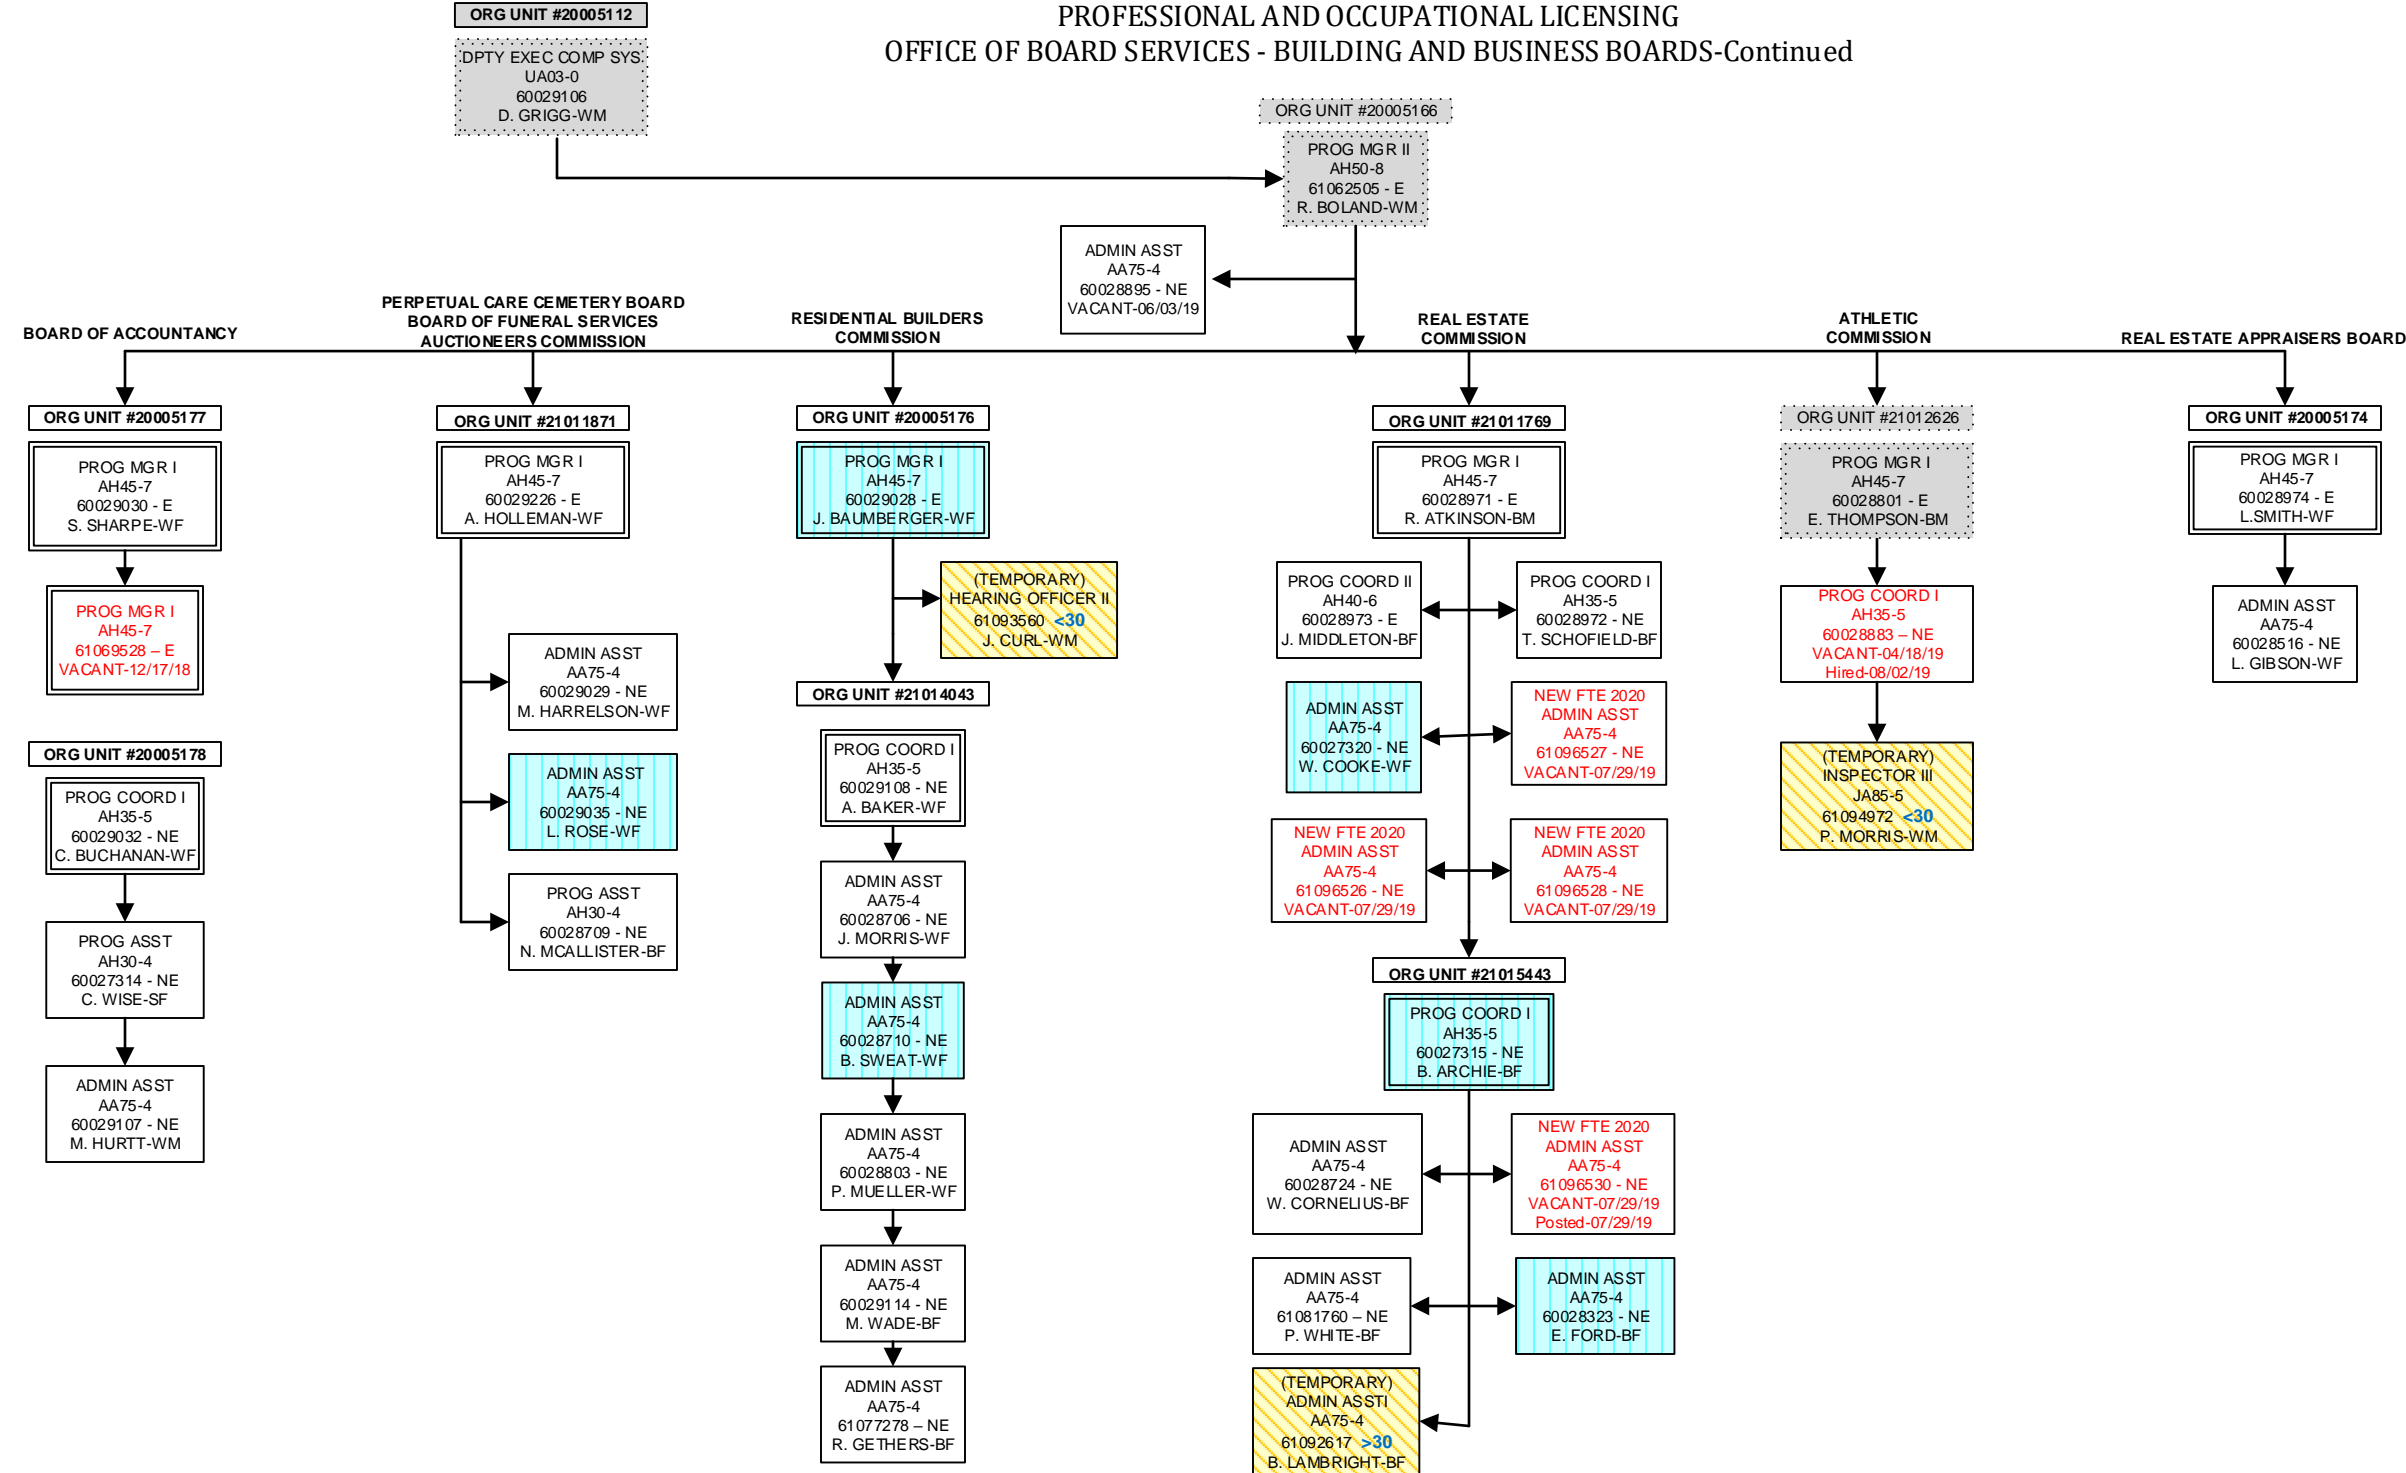 PROFESSIONAL AND OCCUPATIONAL LICENSING
OFFICE OF BOARD SERVICES - BUILDING AND BUSINESS BOARDS-Continued
ORG UNIT #20005112
DPTY EXEC COMP SYS
UA03-0
60029106
D. GRIGG-WM
ORG UNIT #20005166
PROG MGR II
AH50-8
61062505 - E
R. BOLAND-WM
ADMIN ASST
AA75-4
60028895 - NE
VACANT-06/03/19
BOARD OF ACCOUNTANCY
ORG UNIT #20005177
PROG MGR I
AH45-7
60029030 - E
S. SHARPE-WF
PROG MGR I
AH45-7
61069528 – E
VACANT-12/17/18
ORG UNIT #20005178
PROG COORD I
AH35-5
60029032 - NE
C. BUCHANAN-WF
PROG ASST
AH30-4
60027314 - NE
C. WISE-SF
ADMIN ASST
AA75-4
60029107 - NE
M. HURTT-WM
PERPETUAL CARE CEMETERY BOARD
BOARD OF FUNERAL SERVICES
AUCTIONEERS COMMISSION
ORG UNIT #21011871
PROG MGR I
AH45-7
60029226 - E
A. HOLLEMAN-WF
ADMIN ASST
AA75-4
60029029 - NE
M. HARRELSON-WF
ADMIN ASST
AA75-4
60029035 - NE
L. ROSE-WF
PROG ASST
AH30-4
60028709 - NE
N. MCALLISTER-BF
RESIDENTIAL BUILDERS
COMMISSION
ORG UNIT #20005176
PROG MGR I
AH45-7
60029028 - E
J. BAUMBERGER-WF
(TEMPORARY)
HEARING OFFICER II
61093560 <30
J. CURL-WM
ORG UNIT #21014043
PROG COORD I
AH35-5
60029108 - NE
A. BAKER-WF
ADMIN ASST
AA75-4
60028706 - NE
J. MORRIS-WF
ADMIN ASST
AA75-4
60028710 - NE
B. SWEAT-WF
ADMIN ASST
AA75-4
60028803 - NE
P. MUELLER-WF
ADMIN ASST
AA75-4
60029114 - NE
M. WADE-BF
ADMIN ASST
AA75-4
61077278 – NE
R. GETHERS-BF
REAL ESTATE
COMMISSION
ORG UNIT #21011769
PROG MGR I
AH45-7
60028971 - E
R. ATKINSON-BM
PROG COORD II
AH40-6
60028973 - E
J. MIDDLETON-BF
PROG COORD I
AH35-5
60028972 - NE
T. SCHOFIELD-BF
ADMIN ASST
AA75-4
60027320 - NE
W. COOKE-WF
NEW FTE 2020
ADMIN ASST
AA75-4
61096527 - NE
VACANT-07/29/19
NEW FTE 2020
ADMIN ASST
AA75-4
61096526 - NE
VACANT-07/29/19
NEW FTE 2020
ADMIN ASST
AA75-4
61096528 - NE
VACANT-07/29/19
ORG UNIT #21015443
PROG COORD I
AH35-5
60027315 - NE
B. ARCHIE-BF
ADMIN ASST
AA75-4
60028724 - NE
W. CORNELIUS-BF
NEW FTE 2020
ADMIN ASST
AA75-4
61096530 - NE
VACANT-07/29/19
Posted-07/29/19
ADMIN ASST
AA75-4
61081760 – NE
P. WHITE-BF
ADMIN ASST
AA75-4
60028323 - NE
E. FORD-BF
(TEMPORARY)
ADMIN ASSTI
AA75-4
61092617 >30
B. LAMBRIGHT-BF
ATHLETIC
COMMISSION
ORG UNIT #21012626
PROG MGR I
AH45-7
60028801 - E
E. THOMPSON-BM
PROG COORD I
AH35-5
60028883 – NE
VACANT-04/18/19
Hired-08/02/19
(TEMPORARY)
INSPECTOR III
JA85-5
61094972 <30
P. MORRIS-WM
REAL ESTATE APPRAISERS BOARD
ORG UNIT #20005174
PROG MGR I
AH45-7
60028974 - E
L.SMITH-WF
ADMIN ASST
AA75-4
60028516 - NE
L. GIBSON-WF